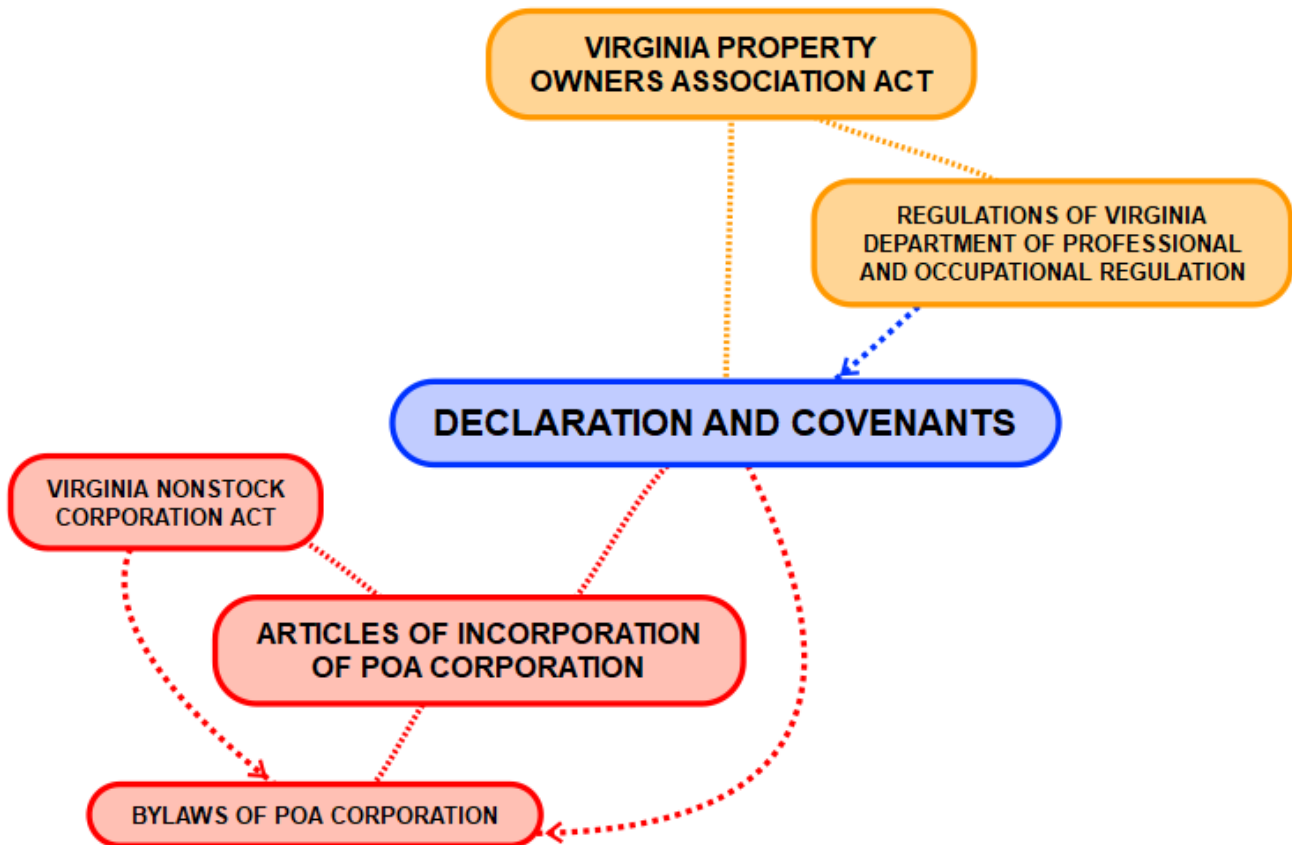 VIRGINIA PROPERTY
OWNERS ASSOCIATION ACT
REGULATIONS OF VIRGINIA
DEPARTMENT OF PROFESSIONAL
AND OCCUPATIONAL REGULATION
DECLARATION AND COVENANTS
VIRGINIA NONSTOCK
CORPORATION ACT
ARTICLES OF INCORPORATION
OF POA CORPORATION
BYLAWS OF POA CORPORATION